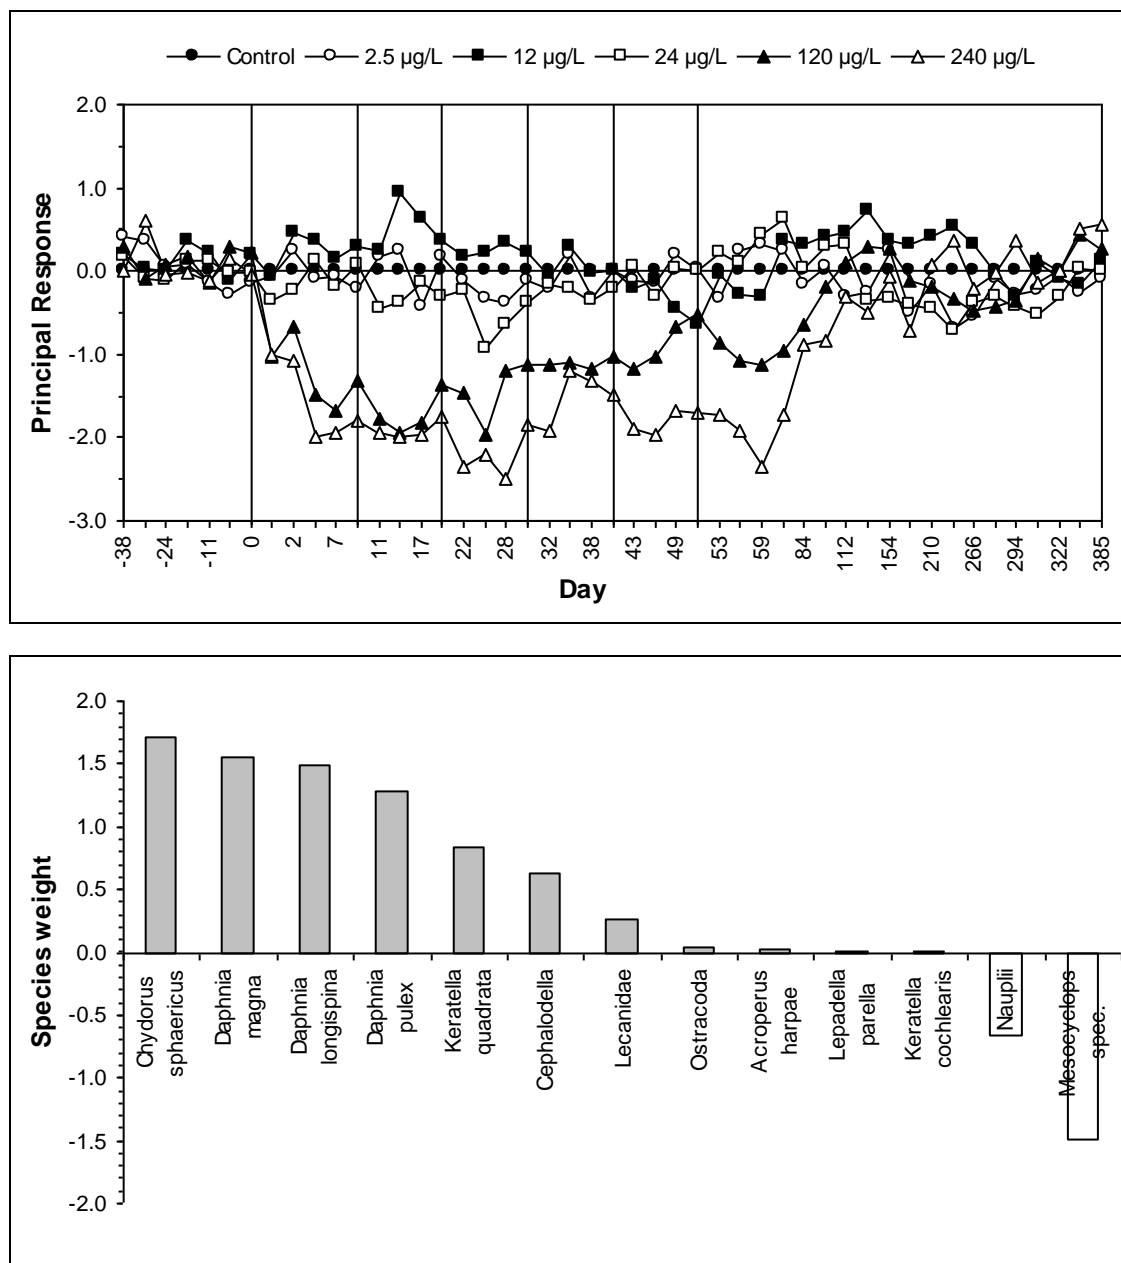 Control 2.5 µg/L 12 µg/L 24 µg/L 120 µg/L 240 µg/L
2.0
1.0
0.0
-1.0
-2.0
-3.0
Principal Response
-38 -24 -11 0 2 7 11 17 22 28 32 38 43 49 53 59 84 112 154 210 266 294 322 385
Day
2.0
1.5
1.0
0.5
0.0
-0.5
-1.0
-1.5
-2.0
Species weight
Chydorus
sphaericus
Daphnia
magna
Daphnia
longispina
Daphnia
pulex
Keratella
quadrata
Cephalodella
Lecanidae
Ostracoda
Acroperus
harpae
Lepadella
parella
Keratella
cochlearis
Nauplii
Mesocyclops
spec.